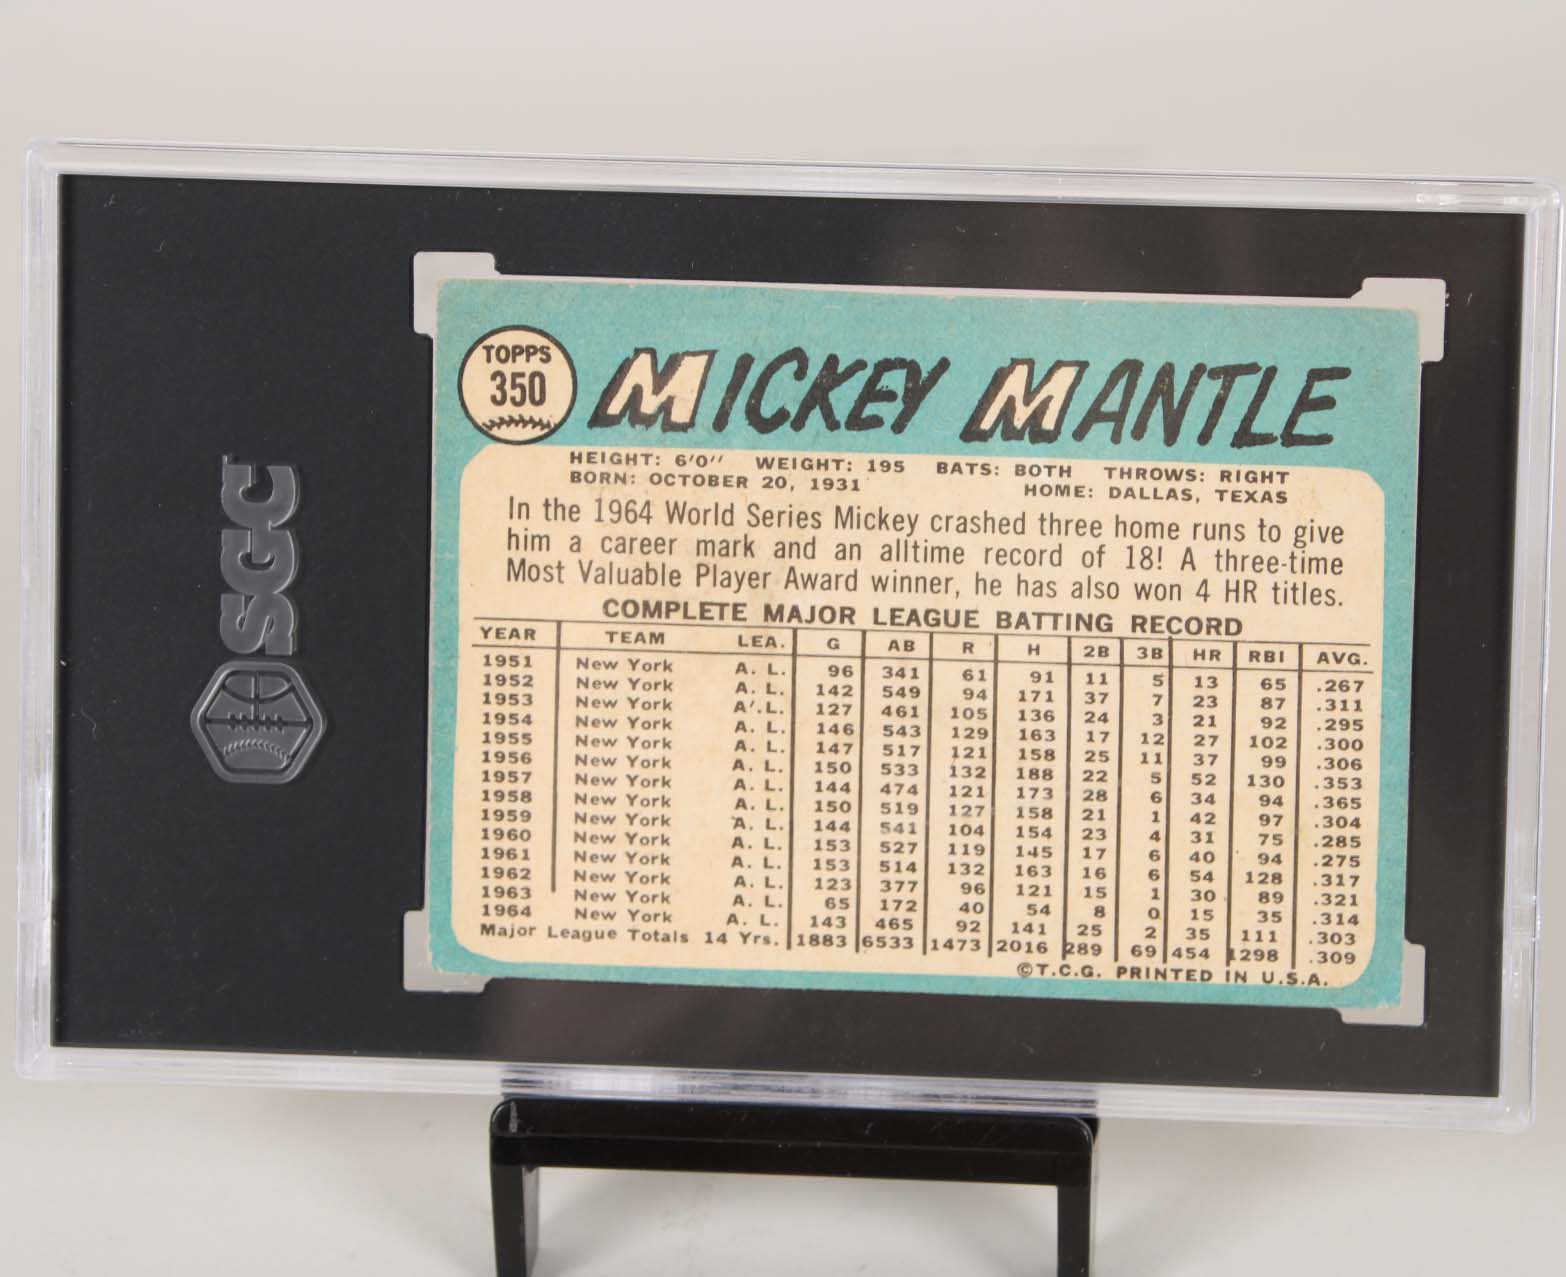 SGC
TOPPS
350
MICKEY MANTLE
HEIGHT: 6'0" WEIGHT: 195 BATS: BOTH THROWS: RIGHT
BORN: OCTOBER 20, 1931 HOME: DALLAS, TEXAS
In the 1964 World Series Mickey crashed three home runs to give
him a career mark and an alltime record of 18! A three-time
Most Valuable Player Award winner, he has also won 4 HR titles.
COMPLETE MAJOR LEAGUE BATTING RECORD
YEAR TEAM LEA. G AB R H 2B 3B HR RBI AVG.
1951 New York A. L. 96 341 61 91 11 5 13 65 .267
1952 New York A. L. 142 549 94 171 37 7 23 87 .311
1953 New York A. L. 127 461 105 136 24 3 21 92 .295
1954 New York A. L. 146 543 129 163 17 12 27 102 .300
1955 New York A. L. 147 517 121 158 25 11 37 99 .306
1956 New York A. L. 150 533 132 188 22 5 52 130 .353
1957 New York A. L. 144 474 121 173 28 6 34 94 .365
1958 New York A. L. 150 519 127 158 21 1 42 97 .304
1959 New York A. L. 144 541 104 154 23 4 31 75 .285
1960 New York A. L. 153 527 119 145 17 6 40 94 .275
1961 New York A. L. 153 514 132 163 16 6 54 128 .317
1962 New York A. L. 123 377 96 121 15 1 30 89 .321
1963 New York A. L. 65 172 40 54 8 0 15 35 .314
1964 New York A. L. 143 465 92 141 25 2 35 111 .303
Major League Totals 14 Yrs. 1883 6533 1473 2016 289 69 454 1298 .309
©T.C.G. PRINTED IN U.S.A.